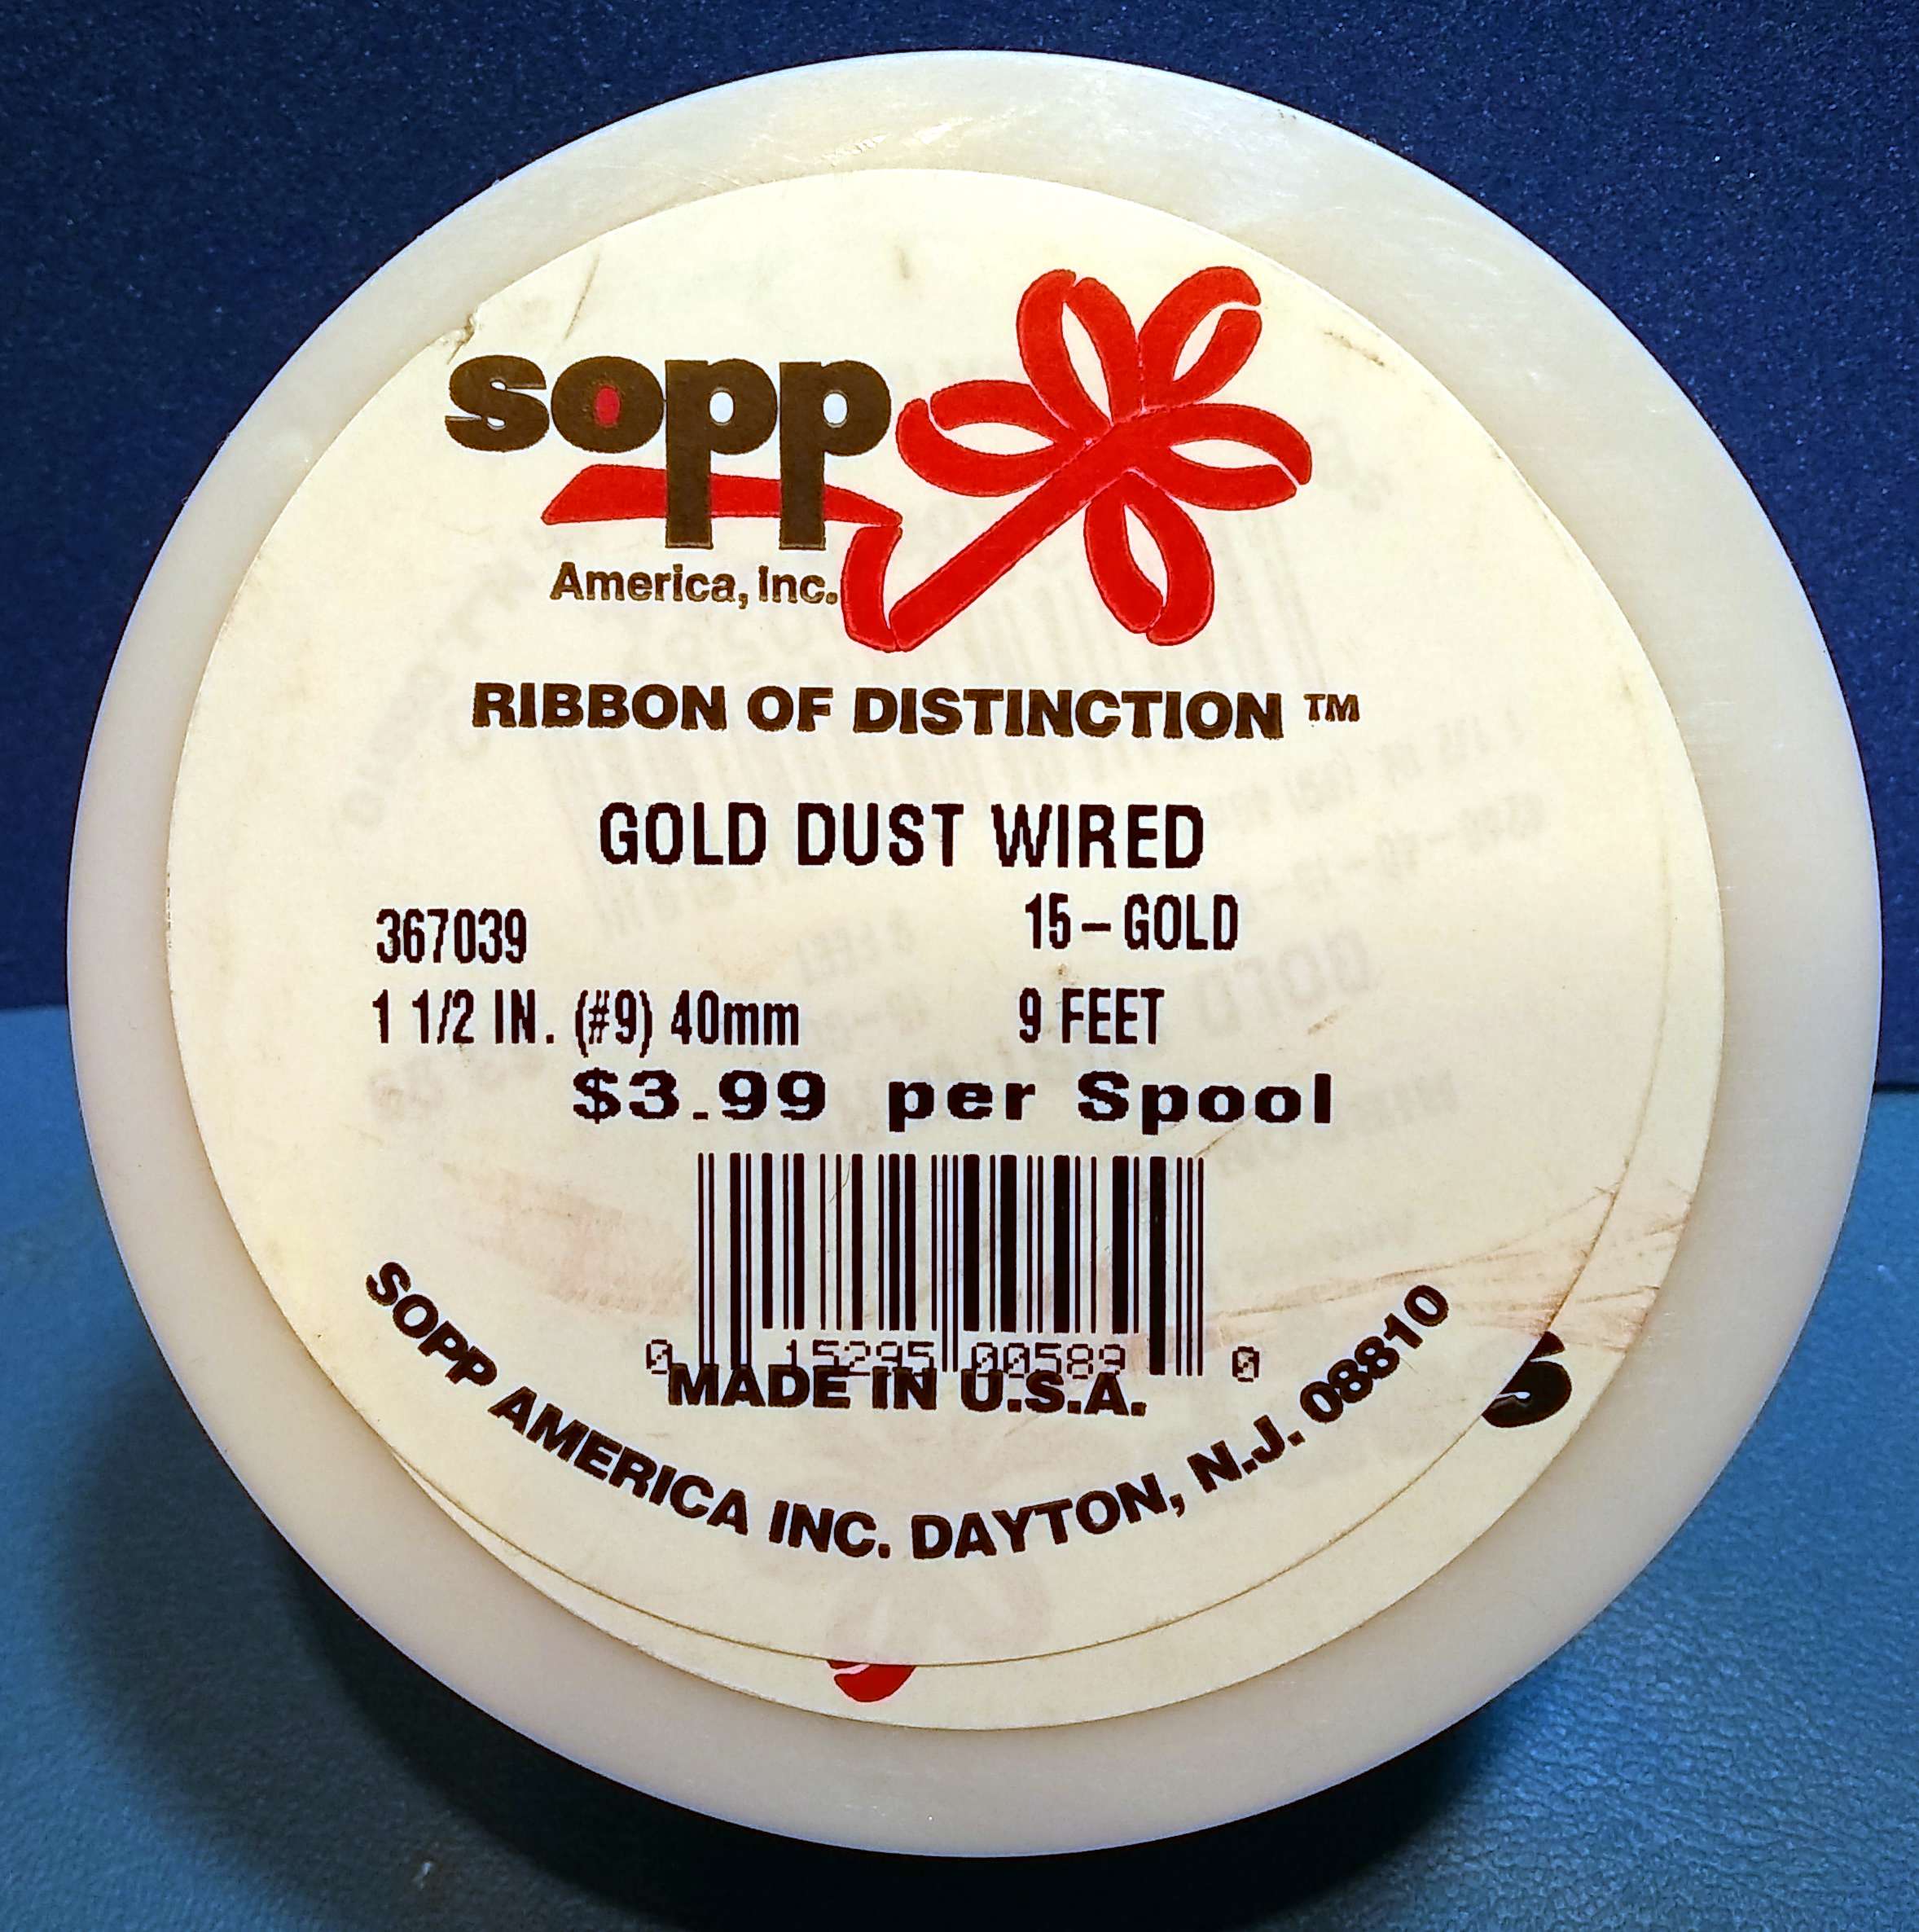 sopp
America, Inc.
RIBBON OF DISTINCTION ™
GOLD DUST WIRED
367039 15-GOLD
1 1/2 IN. (#9) 40mm 9 FEET
$3.99 per Spool
0 15295 00589 0
MADE IN U.S.A.
SOPP AMERICA INC. DAYTON, N.J. 08810